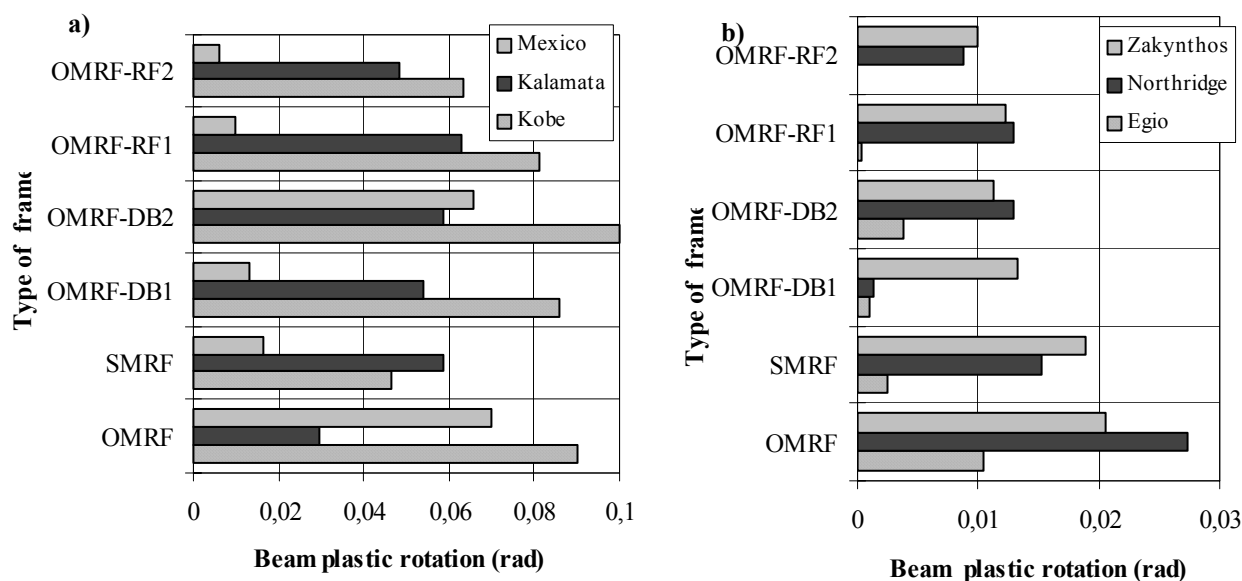 a)
Mexico
Kalamata
Kobe
OMRF-RF2
OMRF-RF1
OMRF-DB2
OMRF-DB1
SMRF
OMRF
Type of frame
0 0,02 0,04 0,06 0,08 0,1
Beam plastic rotation (rad)
b)
Zakynthos
Northridge
Egio
OMRF-RF2
OMRF-RF1
OMRF-DB2
OMRF-DB1
SMRF
OMRF
Type of frame
0 0,01 0,02 0,03
Beam plastic rotation (rad)